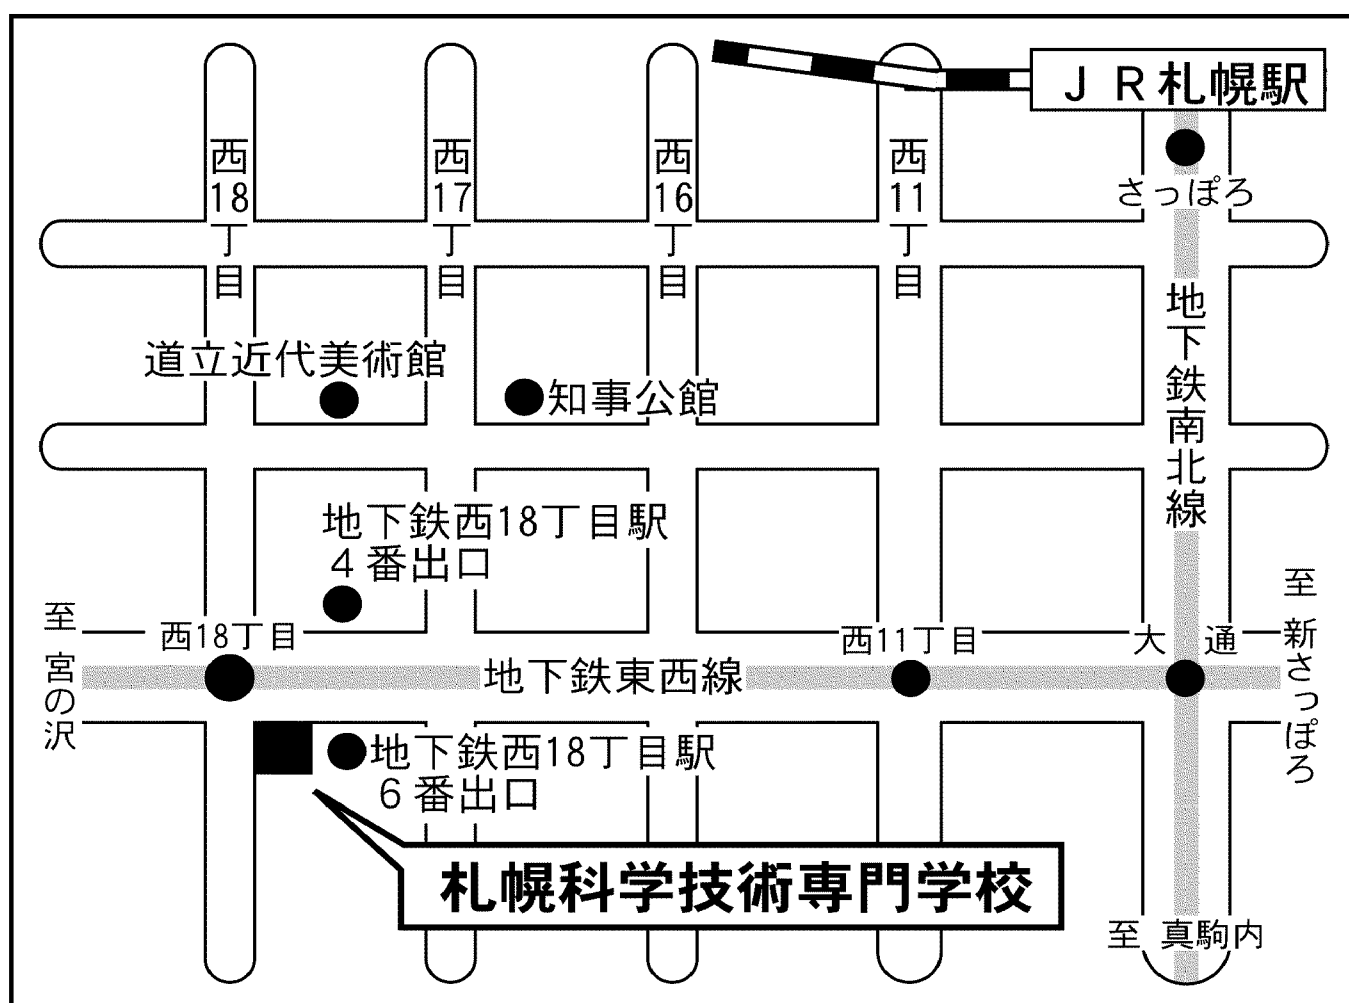 JR札幌駅
西18丁目
西17丁目
西16丁目
西11丁目
さっぽろ
地下鉄南北線
道立近代美術館
知事公館
地下鉄西18丁目駅
4番出口
至 宮の沢
西18丁目
地下鉄東西線
西11丁目
大通
至 新さっぽろ
地下鉄西18丁目駅
6番出口
札幌科学技術専門学校
至 真駒内